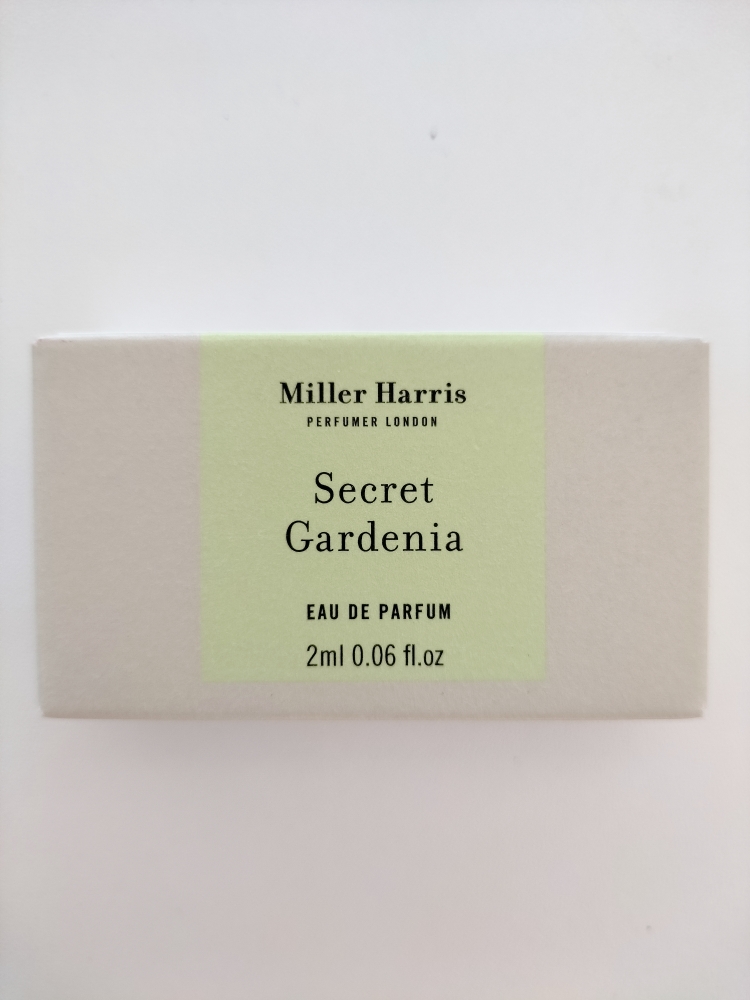 Miller Harris
PERFUMER LONDON
Secret
Gardenia
EAU DE PARFUM
2ml 0.06 fl.oz